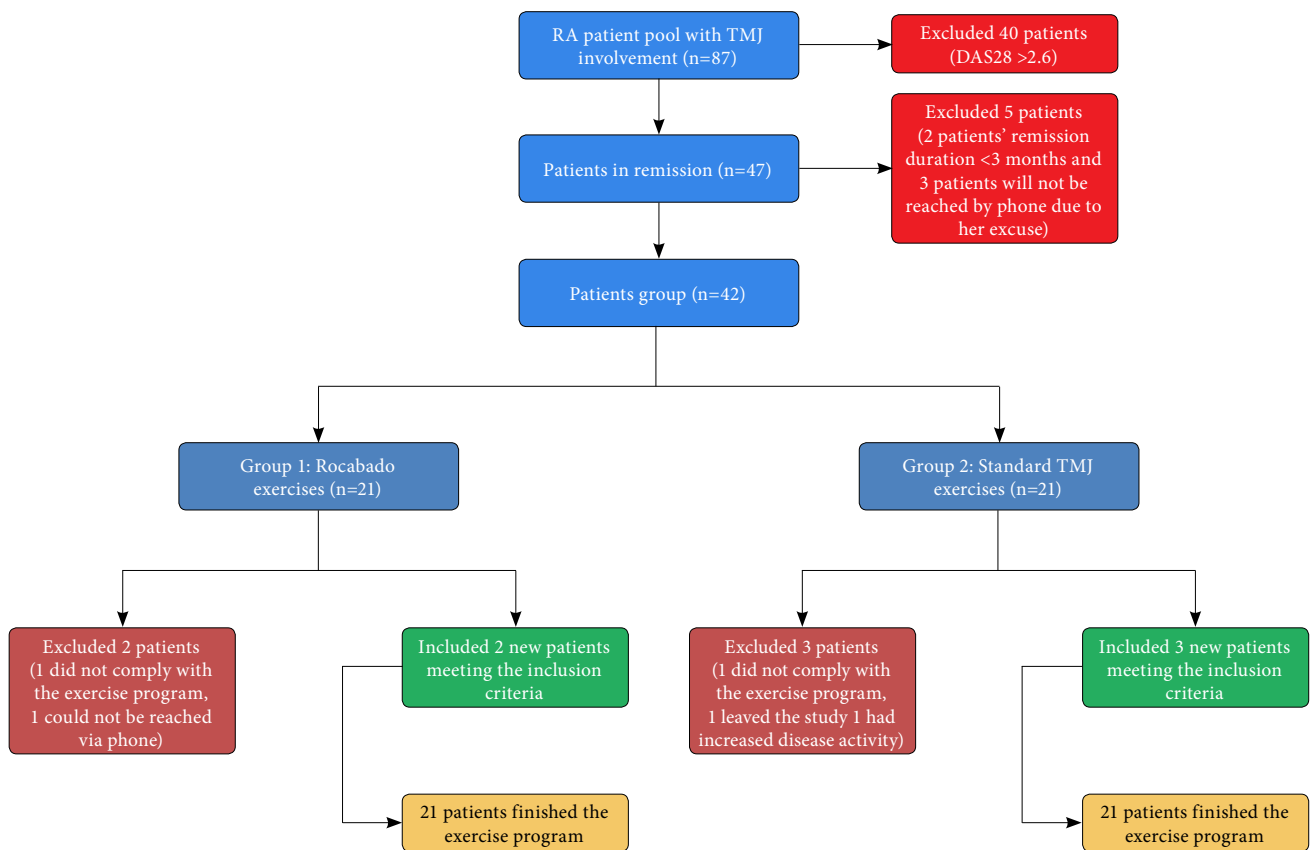 RA patient pool with TMJ
involvement (n=87)
Excluded 40 patients
(DAS28 >2.6)
Patients in remission (n=47)
Excluded 5 patients
(2 patients’ remission
duration <3 months and
3 patients will not be
reached by phone due to
her excuse)
Patients group (n=42)
Group 1: Rocabado
exercises (n=21)
Group 2: Standard TMJ
exercises (n=21)
Excluded 2 patients
(1 did not comply with
the exercise program,
1 could not be reached
via phone)
Included 2 new patients
meeting the inclusion
criteria
Excluded 3 patients
(1 did not comply with
the exercise program,
1 leaved the study 1 had
increased disease activity)
Included 3 new patients
meeting the inclusion
criteria
21 patients finished the
exercise program
21 patients finished the
exercise program